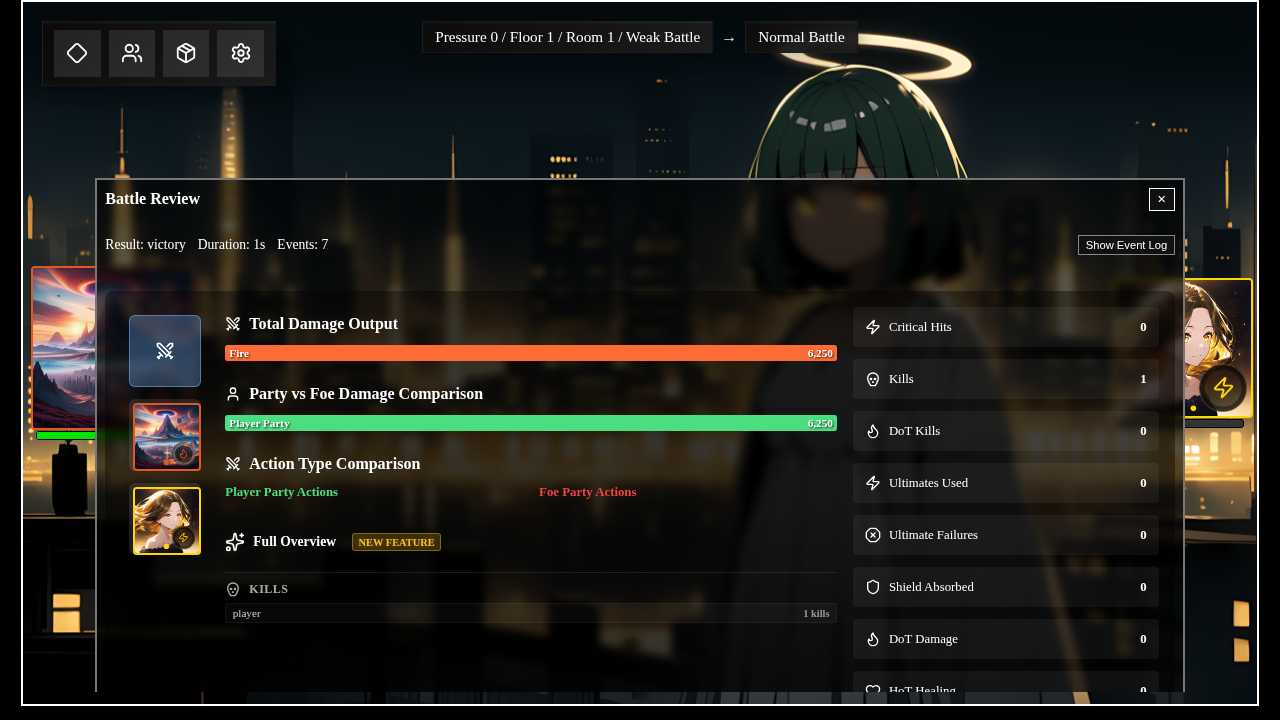 Pressure 0 / Floor 1 / Room 1 / Weak Battle → Normal Battle
Battle Review
×
Result: victory Duration: 1s Events: 7
Show Event Log
Total Damage Output
Fire 6,250
Party vs Foe Damage Comparison
Player Party 6,250
Action Type Comparison
Player Party Actions Foe Party Actions
Full Overview NEW FEATURE
KILLS
player 1 kills
Critical Hits 0
Kills 1
DoT Kills 0
Ultimates Used 0
Ultimate Failures 0
Shield Absorbed 0
DoT Damage 0
HoT Healing 0